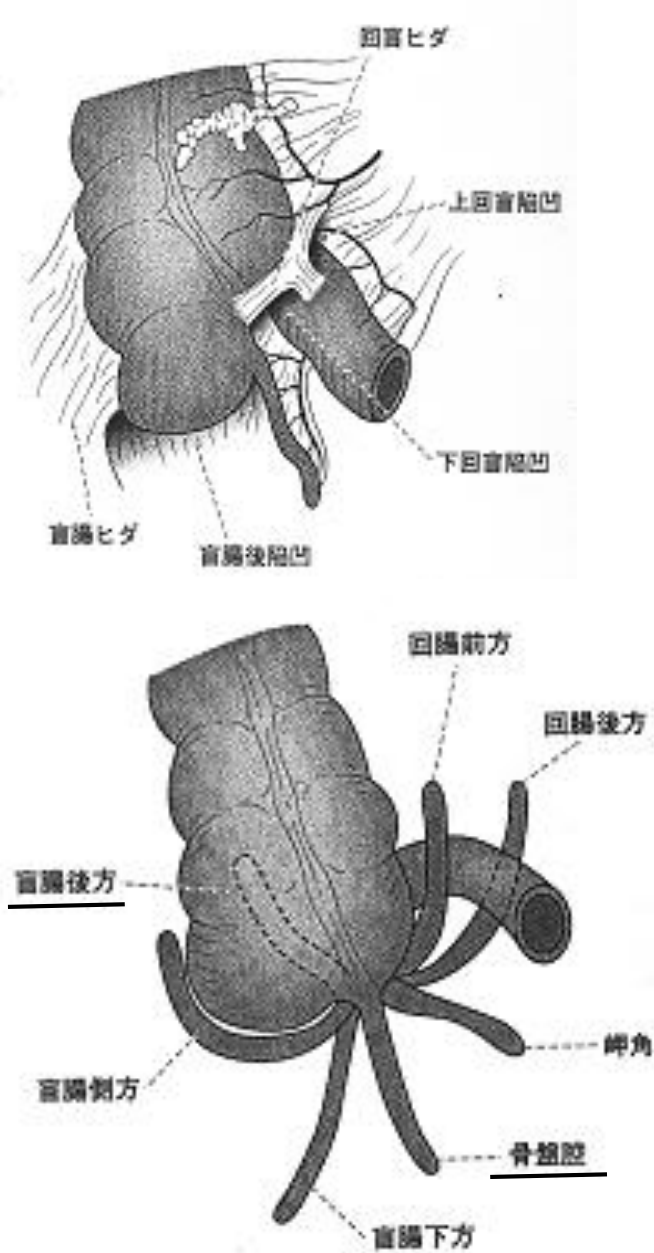 回盲ヒダ
上回盲陥凹
下回盲陥凹
盲腸ヒダ
盲腸後陥凹
回腸前方
回腸後方
盲腸後方
岬角
盲腸側方
骨盤腔
盲腸下方